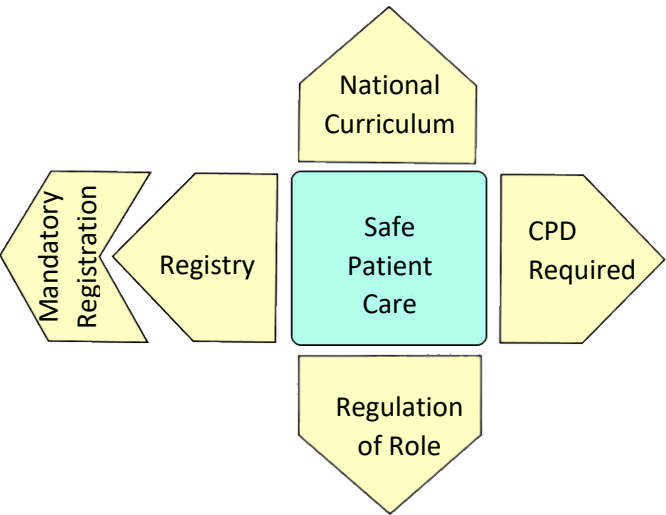 National
Curriculum
Mandatory
Registration
Registry
Safe
Patient
Care
CPD
Required
Regulation
of Role